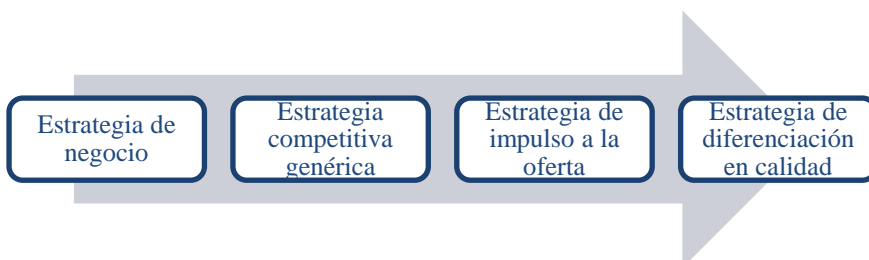 Estrategia de
negocio
Estrategia
competitiva
genérica
Estrategia de
impulso a la
oferta
Estrategia de
diferenciación
en calidad